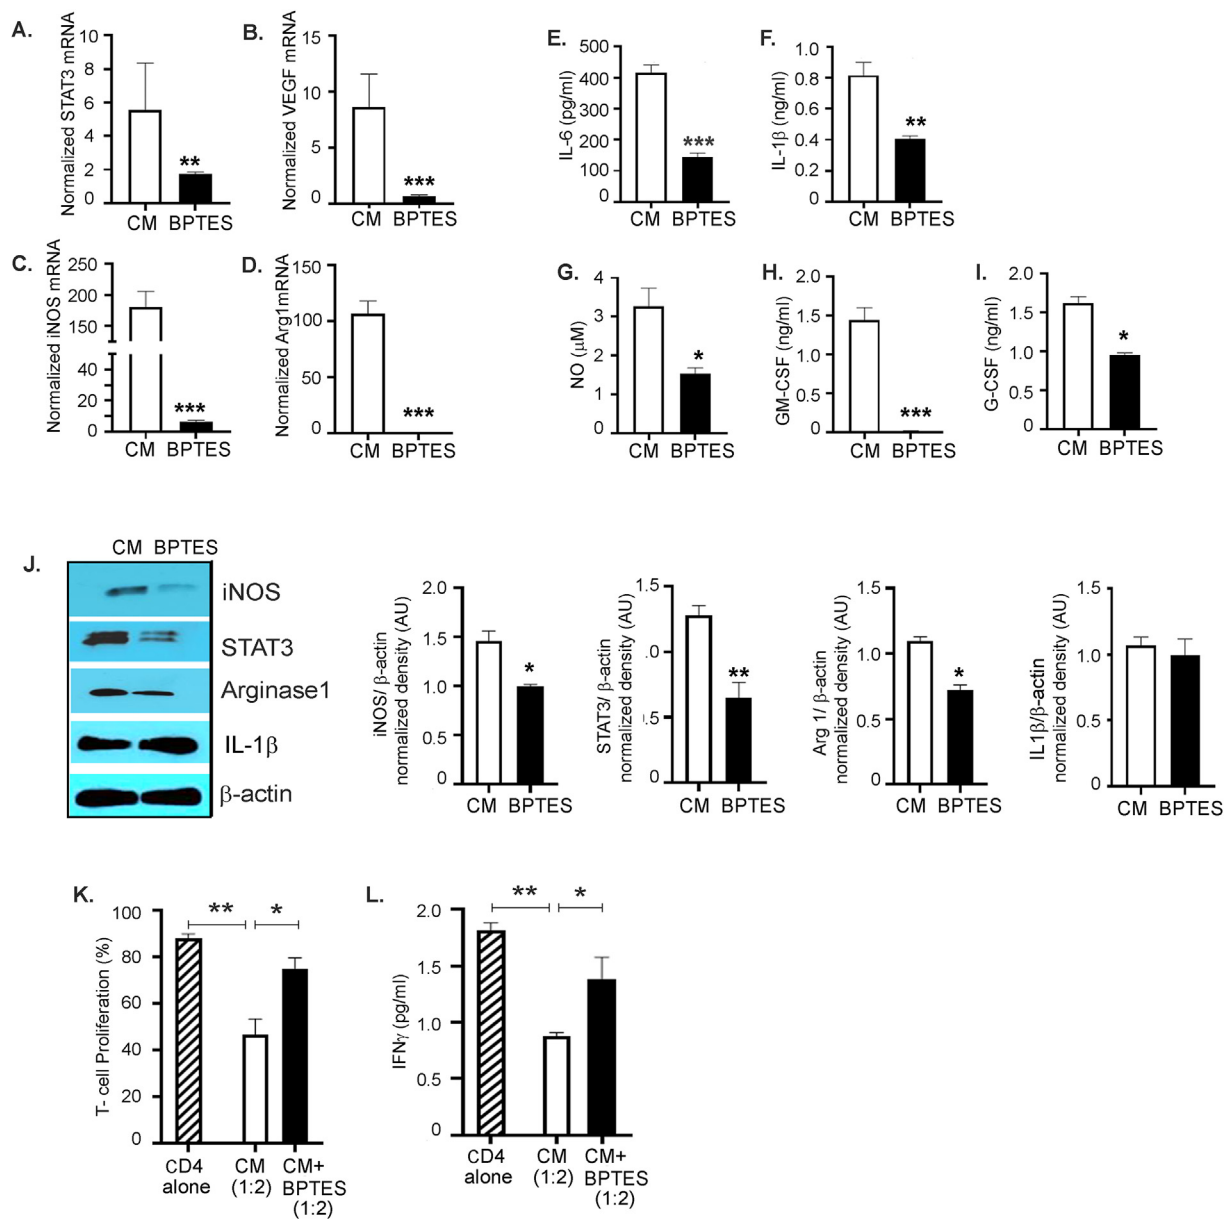 A.
Normalized STAT3 mRNA
10
8
6
4
2
0
**
CM BPTES
B.
Normalized VEGF mRNA
15
10
5
0
***
CM BPTES
E.
IL-6 (pg/ml)
500
400
300
200
100
0
***
CM BPTES
F.
IL-1β (ng/ml)
1.0
0.8
0.6
0.4
0.2
0
**
CM BPTES
C.
Normalized iNOS mRNA
250
200
150
40
20
10
0
***
CM BPTES
D.
Normalized Arg1mRNA
150
100
50
0
***
CM BPTES
G.
NO (μM)
4
3
2
1
0
*
CM BPTES
H.
GM-CSF (ng/ml)
2.0
1.5
1.0
0.5
0
***
CM BPTES
I.
G-CSF (ng/ml)
2.0
1.5
1.0
0.5
0
*
CM BPTES
J.
CM BPTES
iNOS
STAT3
Arginase1
IL-1β
β-actin
iNOS/ β-actin
normalized density (AU)
2.0
1.5
1.0
0.5
0
*
CM BPTES
STAT3/ β-actin
normalized density (AU)
1.5
.0
.5
0
**
CM BPTES
Arg 1/ β-actin
normalized density (AU)
1.5
1.0
0.5
0
*
CM BPTES
IL1β/β-actin
normalized density (AU)
1.5
1.0
0.5
0
CM BPTES
K.
T- cell Proliferation (%)
100
80
60
40
20
0
** *
CD4
alone
CM
(1:2)
CM+
BPTES
(1:2)
L.
IFNγ (pg/ml)
2.0
1.5
1.0
0.5
0
** *
CD4
alone
CM
(1:2)
CM+
BPTES
(1:2)